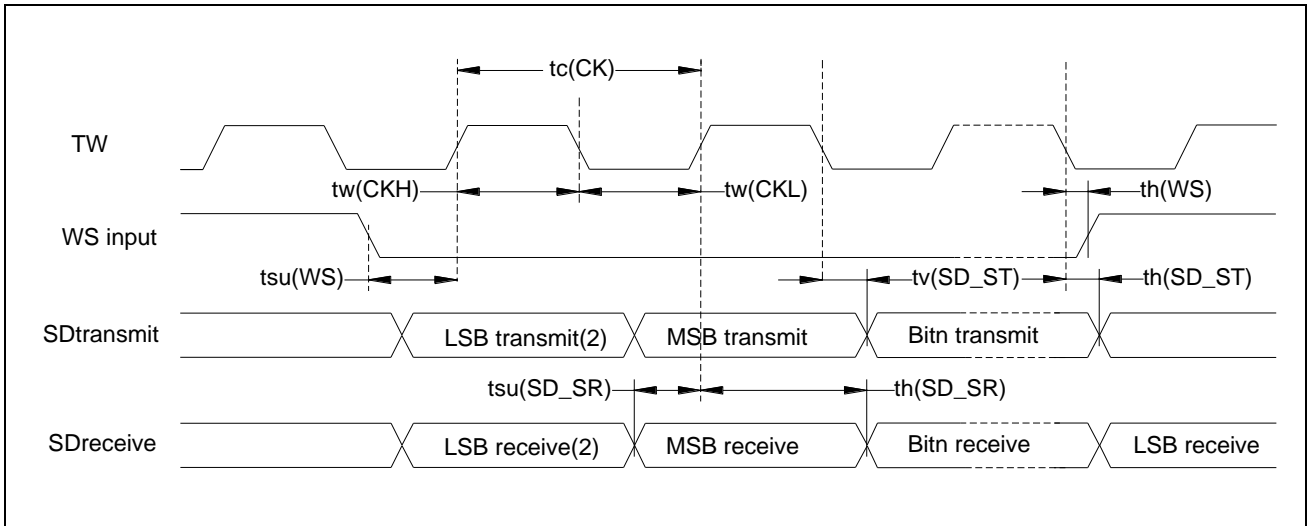 tc(CK)
TW
tw(CKH)
tw(CKL)
th(WS)
WS input
tsu(WS)
tv(SD_ST)
th(SD_ST)
SDtransmit
LSB transmit(2)
MSB transmit
Bitn transmit
tsu(SD_SR)
th(SD_SR)
SDreceive
LSB receive(2)
MSB receive
Bitn receive
LSB receive